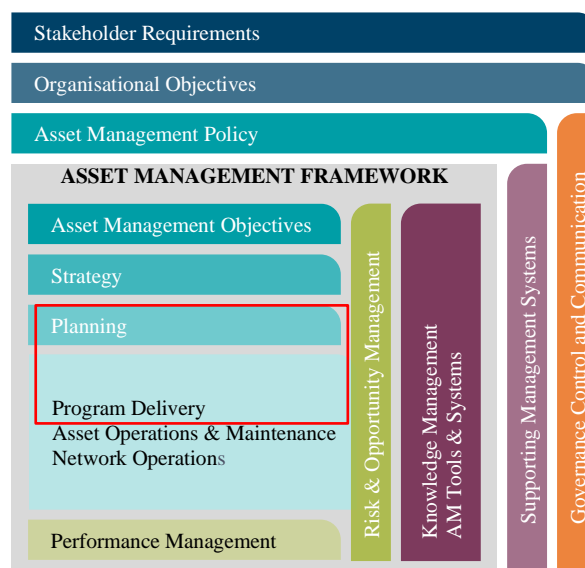 Stakeholder Requirements
Organisational Objectives
Asset Management Policy
ASSET MANAGEMENT FRAMEWORK
Asset Management Objectives
Strategy
Planning
Program Delivery
Asset Operations & Maintenance
Network Operations
Performance Management
Risk & Opportunity Management
Knowledge Management
AM Tools & Systems
Supporting Management Systems
Governance Control and Communication